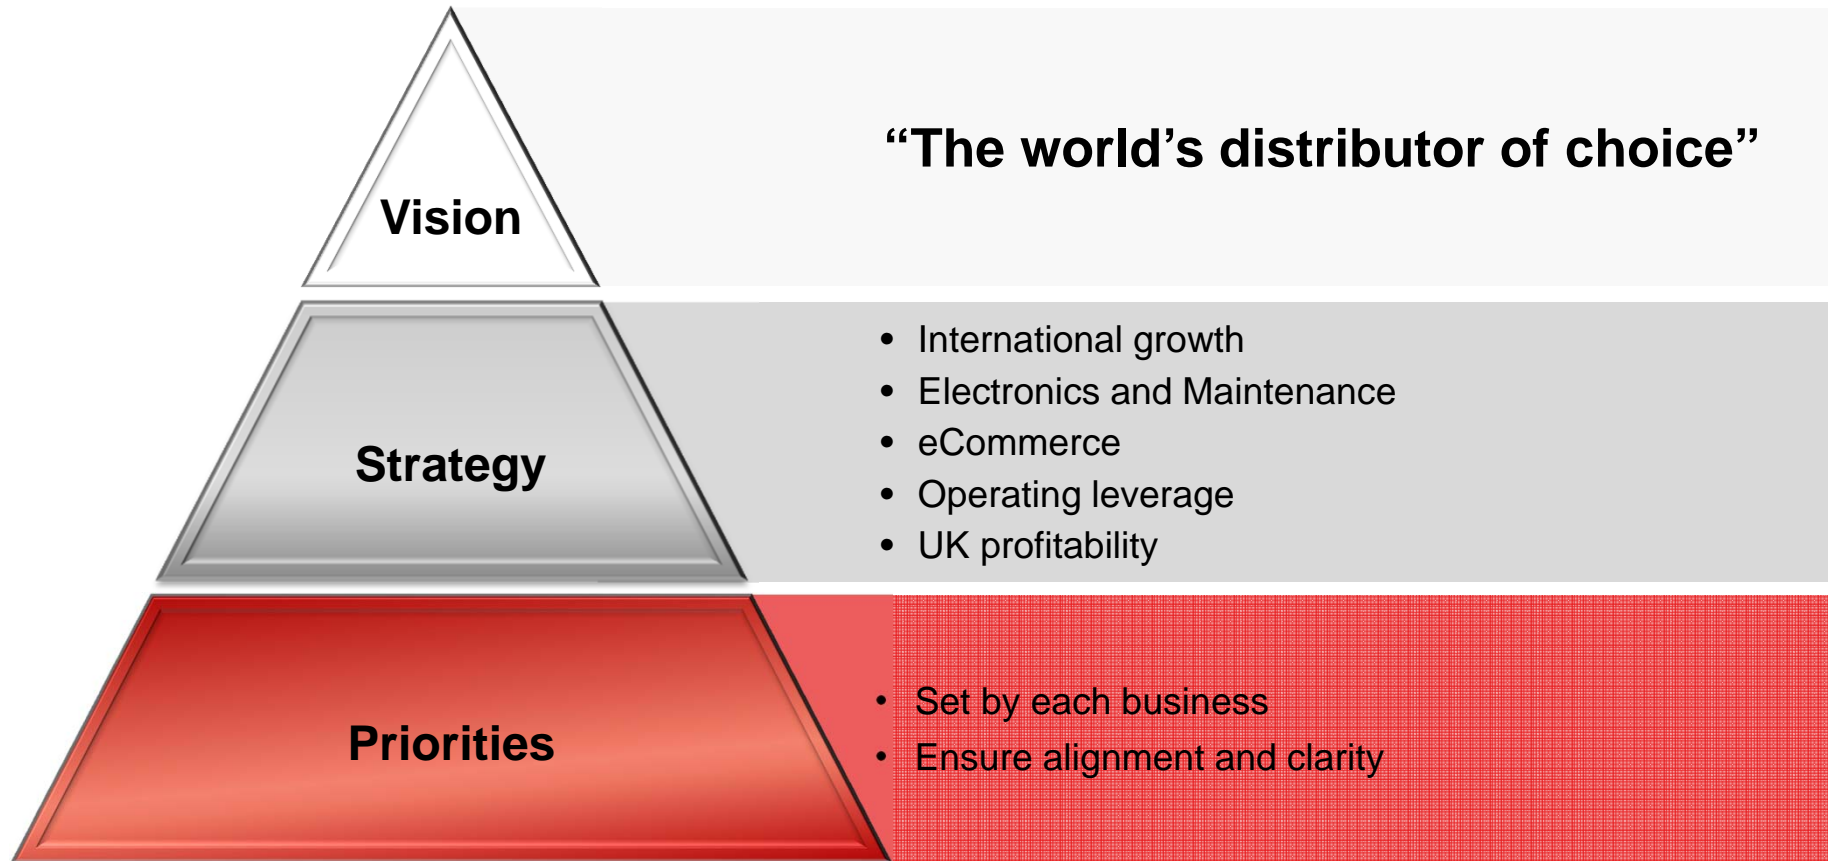 Vision
“The world’s distributor of choice”
Strategy
• International growth
• Electronics and Maintenance
• eCommerce
• Operating leverage
• UK profitability
Priorities
• Set by each business
• Ensure alignment and clarity